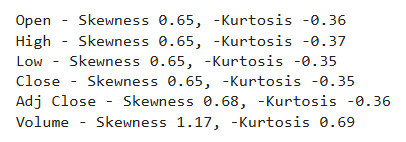 Open - Skewness 0.65, -Kurtosis -0.36
High - Skewness 0.65, -Kurtosis -0.37
Low - Skewness 0.65, -Kurtosis -0.35
Close - Skewness 0.65, -Kurtosis -0.35
Adj Close - Skewness 0.68, -Kurtosis -0.36
Volume - Skewness 1.17, -Kurtosis 0.69